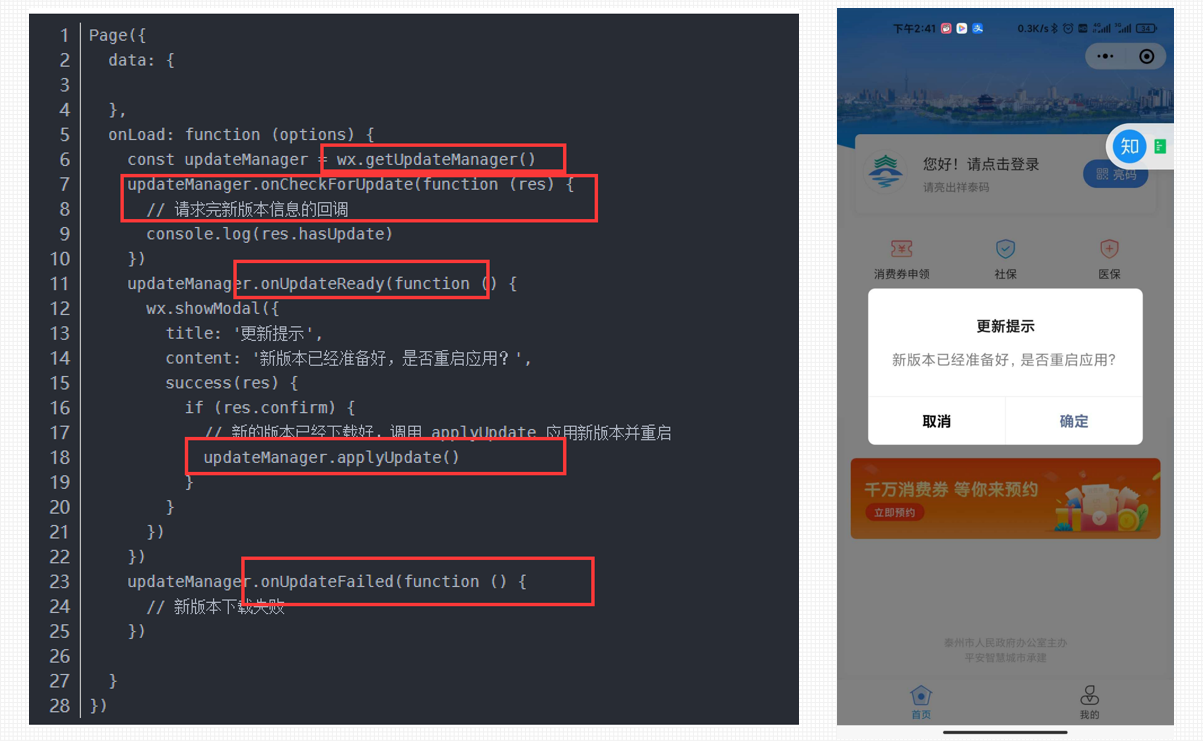 1 Page({
2 data: {
3
4 },
5 onLoad: function (options) {
6 const updateManager = wx.getUpdateManager()
7 updateManager.onCheckForUpdate(function (res) {
8 // 请求完新版本信息的回调
9 console.log(res.hasUpdate)
10 })
11 updateManager.onUpdateReady(function () {
12 wx.showModal({
13 title: '更新提示',
14 content: '新版本已经准备好，是否重启应用？',
15 success(res) {
16 if (res.confirm) {
17 // 新的版本已经下载好，调用 applyUpdate 应用新版本并重启
18 updateManager.applyUpdate()
19 }
20 }
21 })
22 })
23 updateManager.onUpdateFailed(function () {
24 // 新版本下载失败
25 })
26
27 }
28 })
下午2:41 0.3K/s
知
您好！请点击登录
请亮出祥泰码
亮码
消费券申领 社保 医保
更新提示
新版本已经准备好，是否重启应用？
取消 确定
千万消费券 等你来预约
立即预约
泰州市人民政府办公室主办
平安智慧城市承建
首页 我的